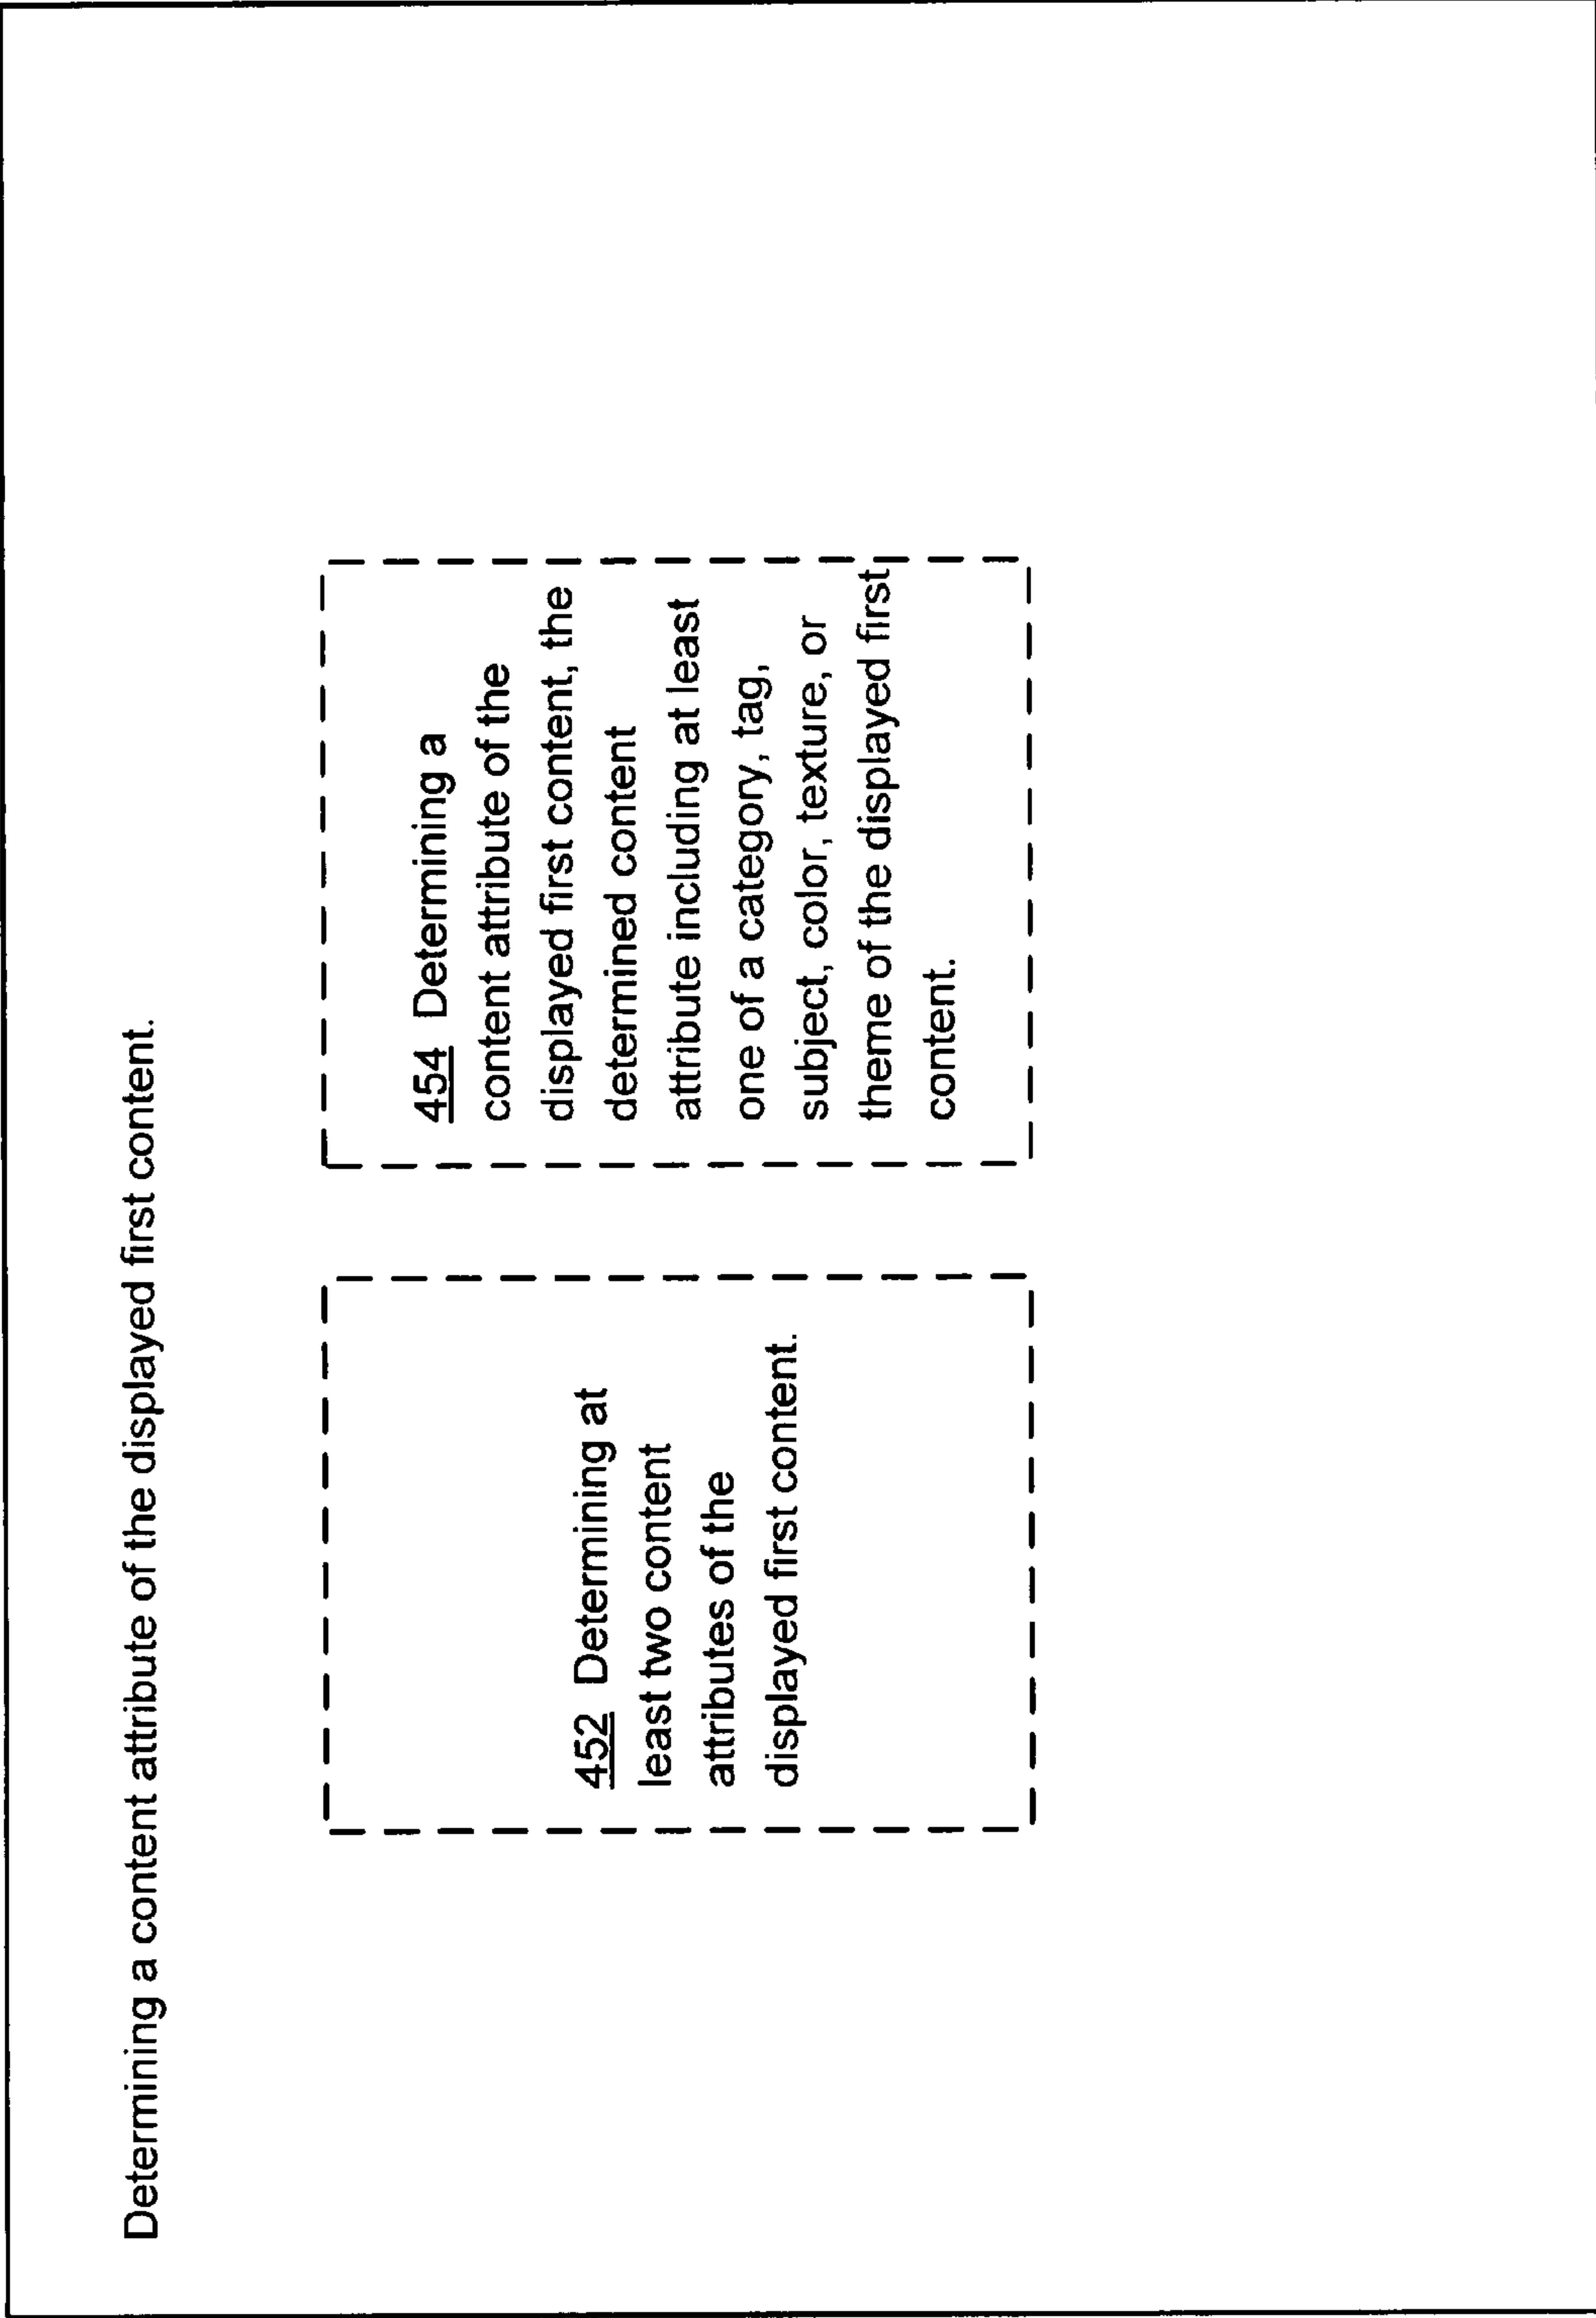 Determining a content attribute of the displayed first content.
452 Determining at
least two content
attributes of the
displayed first content.
454 Determining a
content attribute of the
displayed first content, the
determined content
attribute including at least
one of a category, tag,
subject, color, texture, or
theme of the displayed first
content.